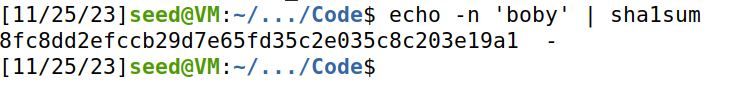 [11/25/23]seed@VM:~/.../Code$ echo -n 'boby' | sha1sum
8fc8dd2efccb29d7e65fd35c2e035c8c203e19a1  -
[11/25/23]seed@VM:~/.../Code$